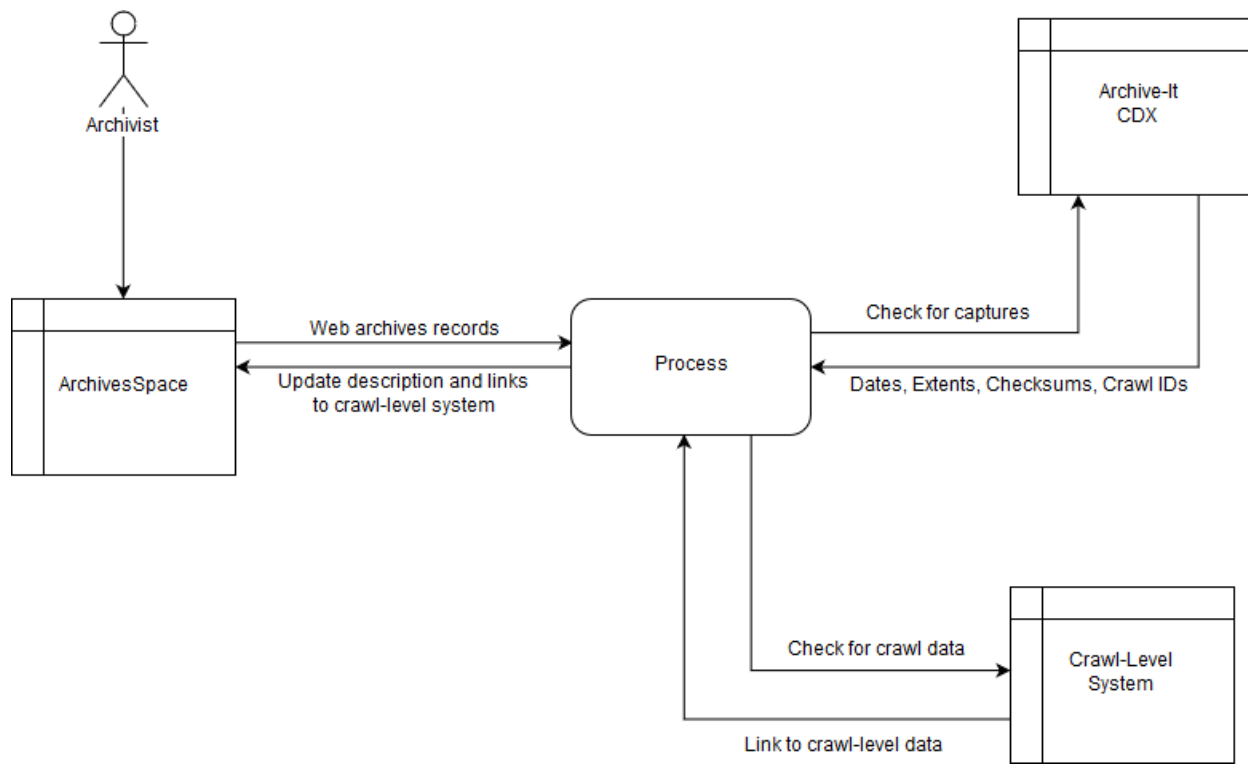 Archivist
Archive-It
CDX
Web archives records
Check for captures
ArchivesSpace
Process
Update description and links
to crawl-level system
Dates, Extents, Checksums, Crawl IDs
Check for crawl data
Crawl-Level
System
Link to crawl-level data